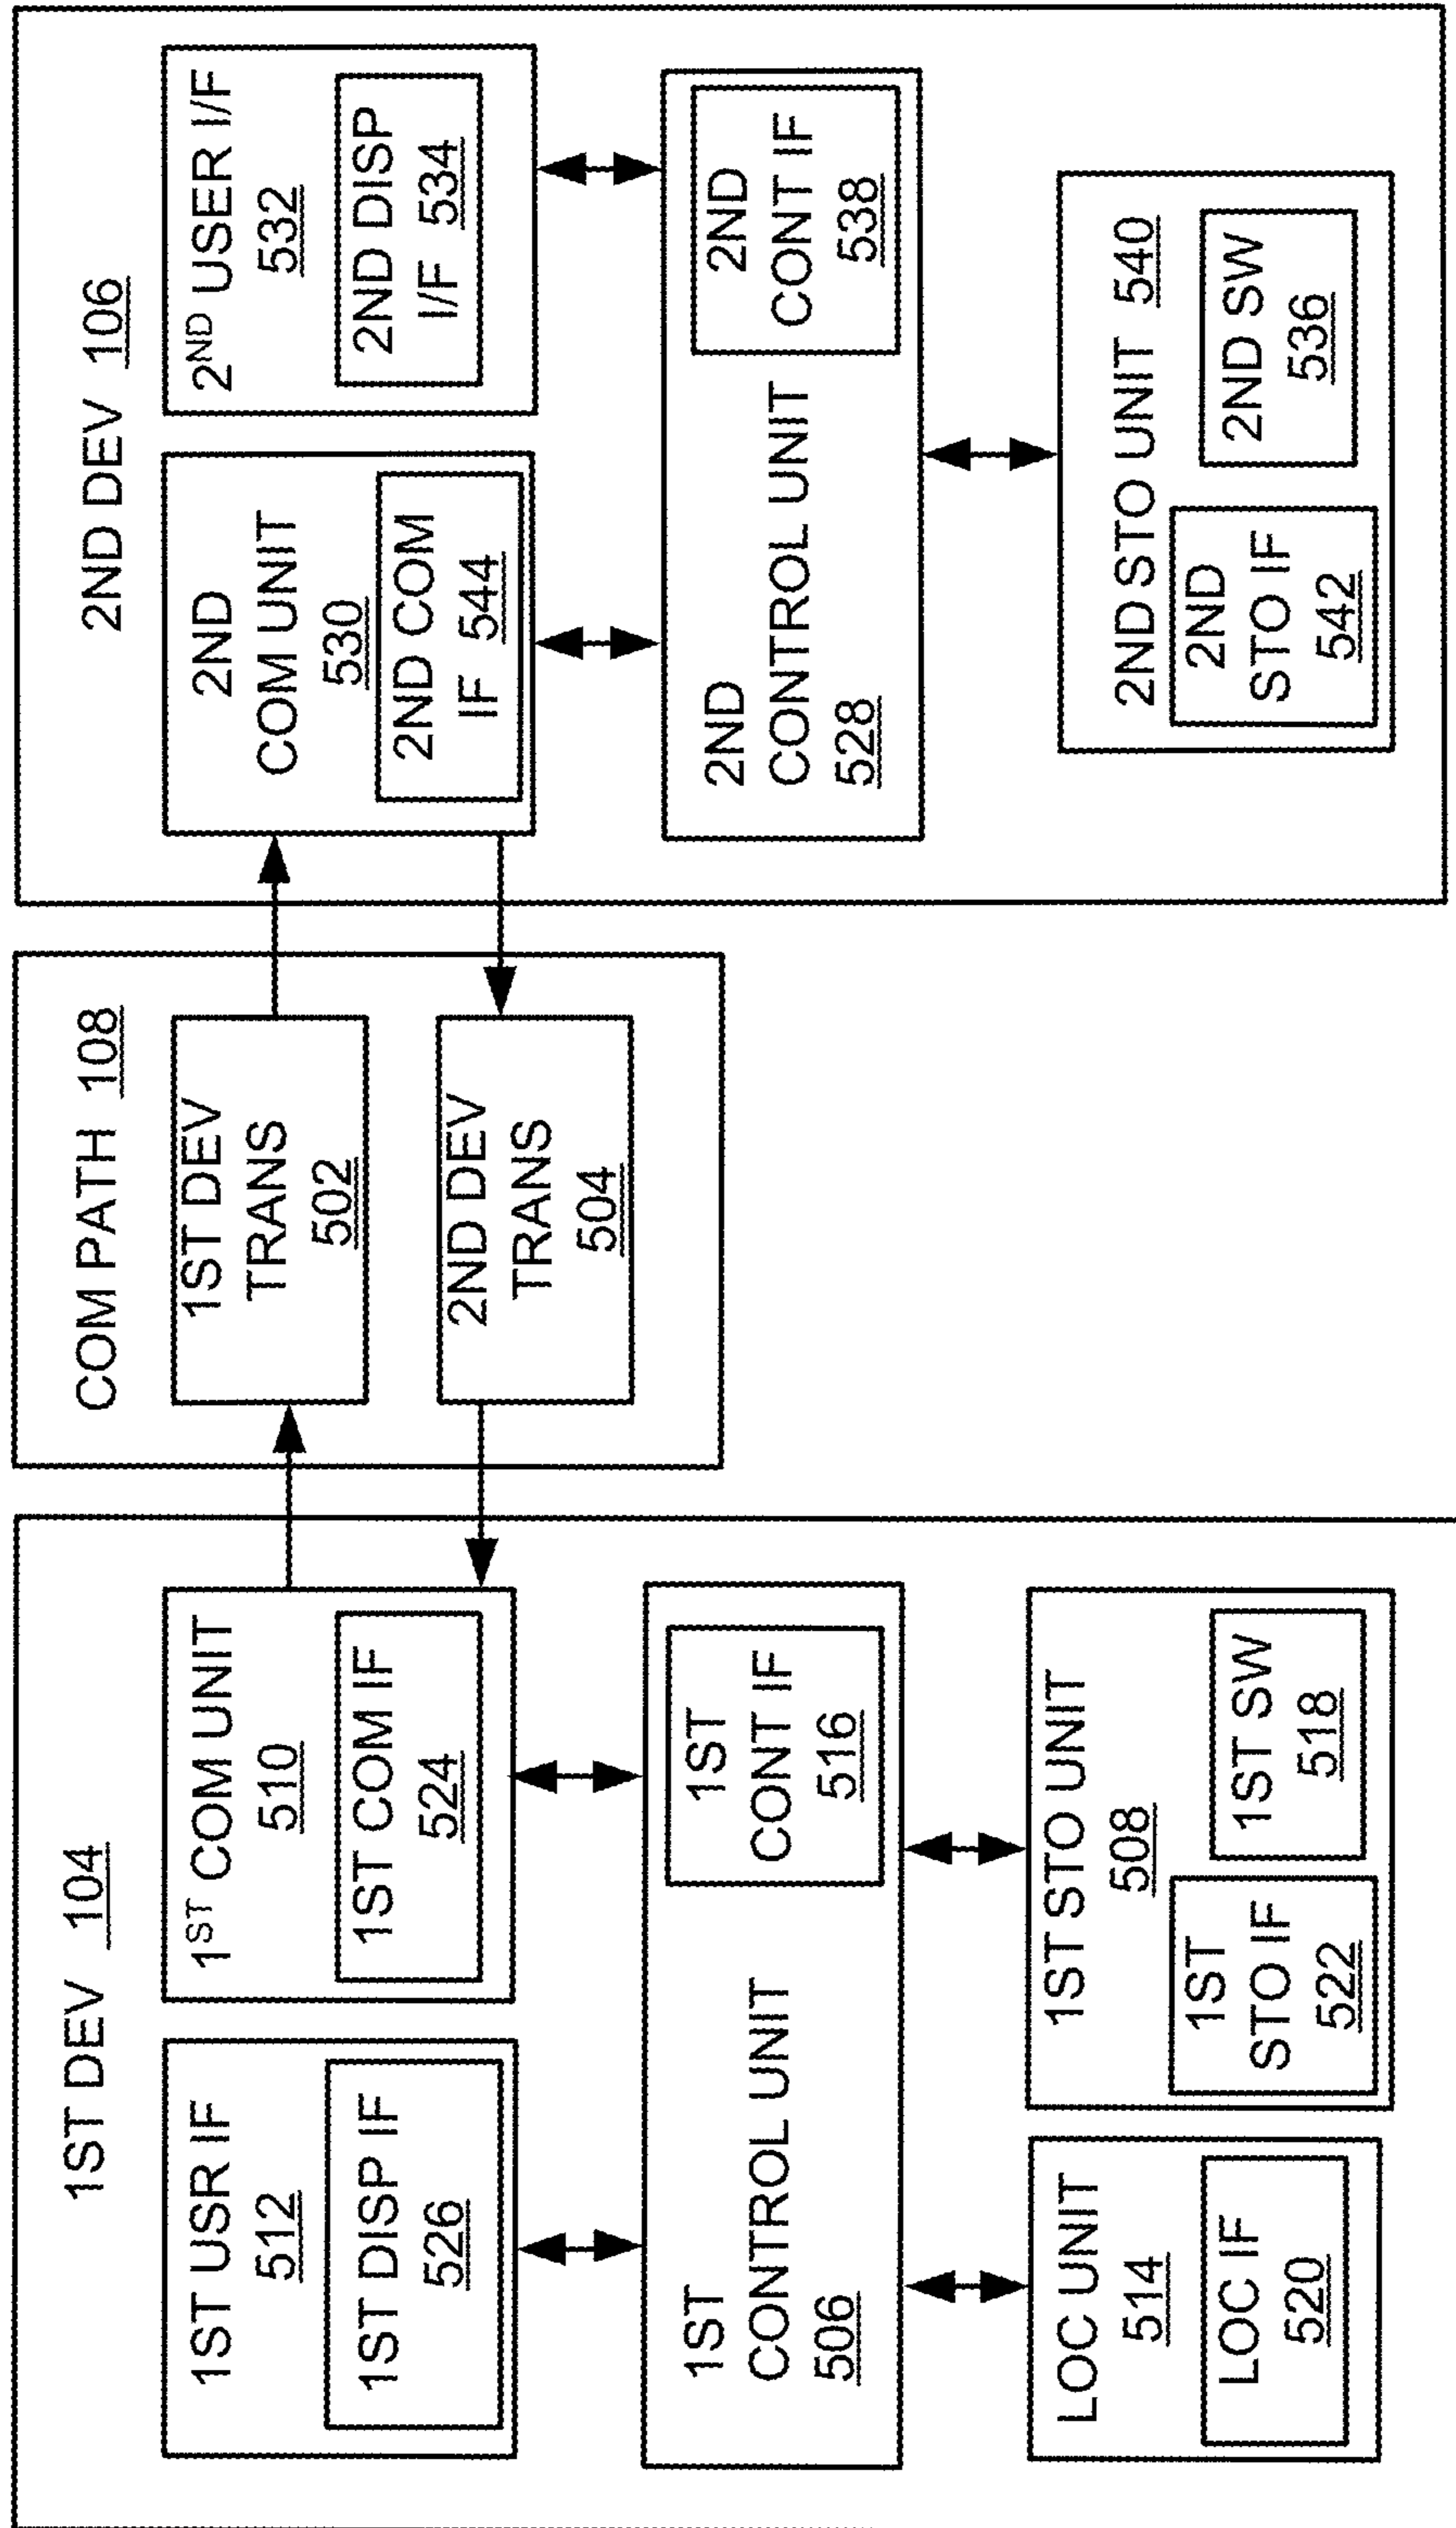 1ST DEV 104
1ST USR IF
512
1ST DISP IF
526
1ST COM UNIT
510
1ST COM IF
524
1ST
CONTROL UNIT
506
1ST
CONT IF
516
LOC UNIT
514
LOC IF
520
1ST STO UNIT
508
1ST
STO IF
522
1ST SW
518
COM PATH 108
1ST DEV
TRANS
502
2ND DEV
TRANS
504
2ND DEV 106
2ND
COM UNIT
530
2ND COM
IF 544
2ND USER I/F
532
2ND DISP
I/F 534
2ND
CONTROL UNIT
528
2ND
CONT IF
538
2ND STO UNIT 540
2ND
STO IF
542
2ND SW
536